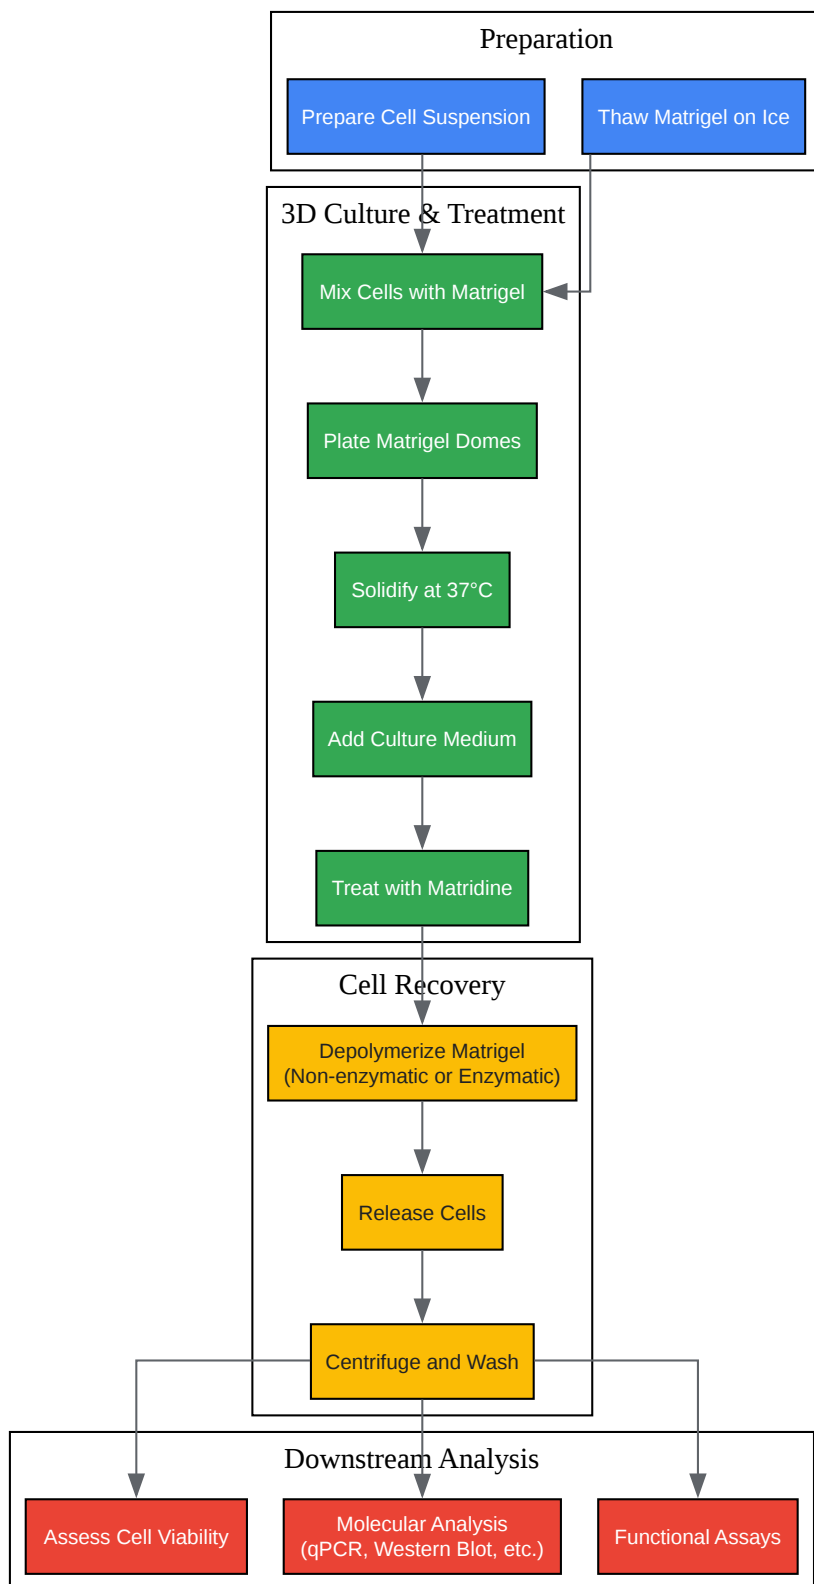 Preparation
Prepare Cell Suspension
Thaw Matrigel on Ice
3D Culture & Treatment
Mix Cells with Matrigel
Plate Matrigel Domes
Solidify at 37°C
Add Culture Medium
Treat with Matridine
Cell Recovery
Depolymerize Matrigel
(Non-enzymatic or Enzymatic)
Release Cells
Centrifuge and Wash
Downstream Analysis
Assess Cell Viability
Molecular Analysis
(qPCR, Western Blot, etc.)
Functional Assays